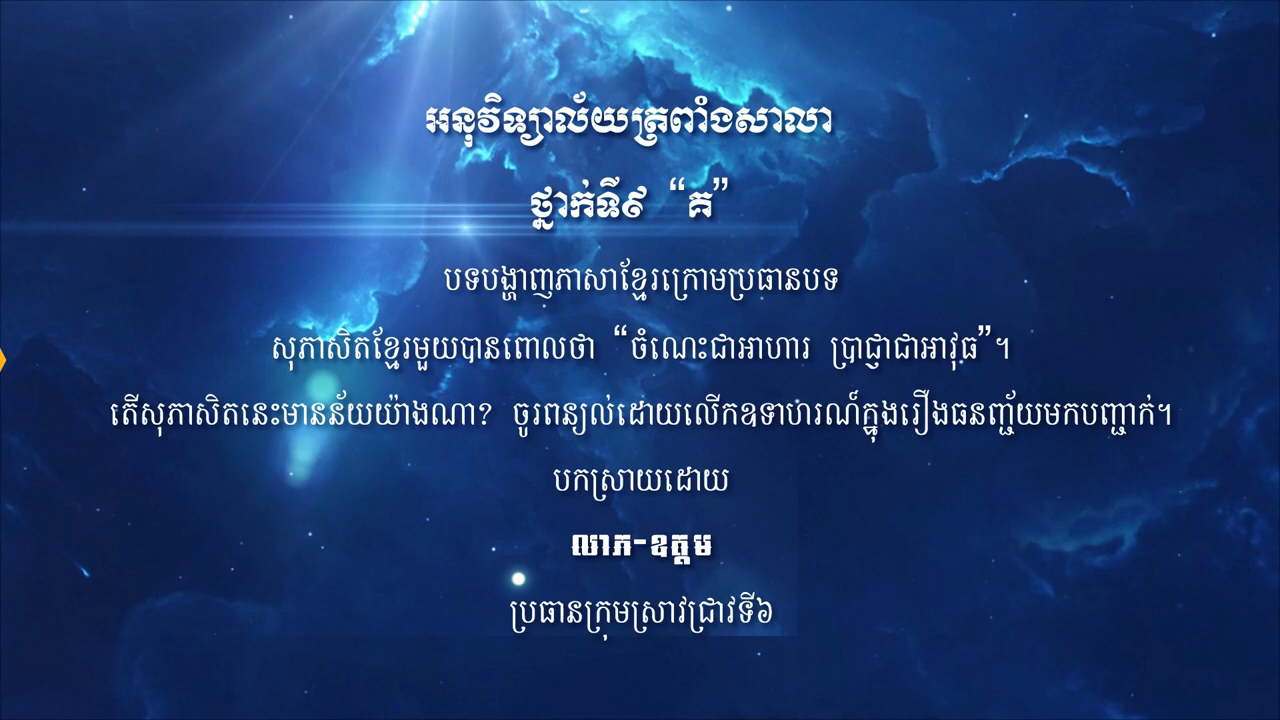 អនុវិទ្យាល័យត្រពាំងសាលា
ថ្នាក់ទី៩ “គ”
បទបង្ហាញភាសាខ្មែរក្រោមប្រធានបទ
សុភាសិតខ្មែរមួយបានពោលថា “ចំណេះជាអាហារ ប្រាជ្ញាជាអាវុធ”។
តើសុភាសិតនេះមានន័យយ៉ាងណា? ចូរពន្យល់ដោយលើកឧទាហរណ៍ក្នុងរឿងធនញ្ជ័យមកបញ្ជាក់។
បកស្រាយដោយ
លាភ-ឧត្តម
ប្រធានក្រុមស្រាវជ្រាវទី៦